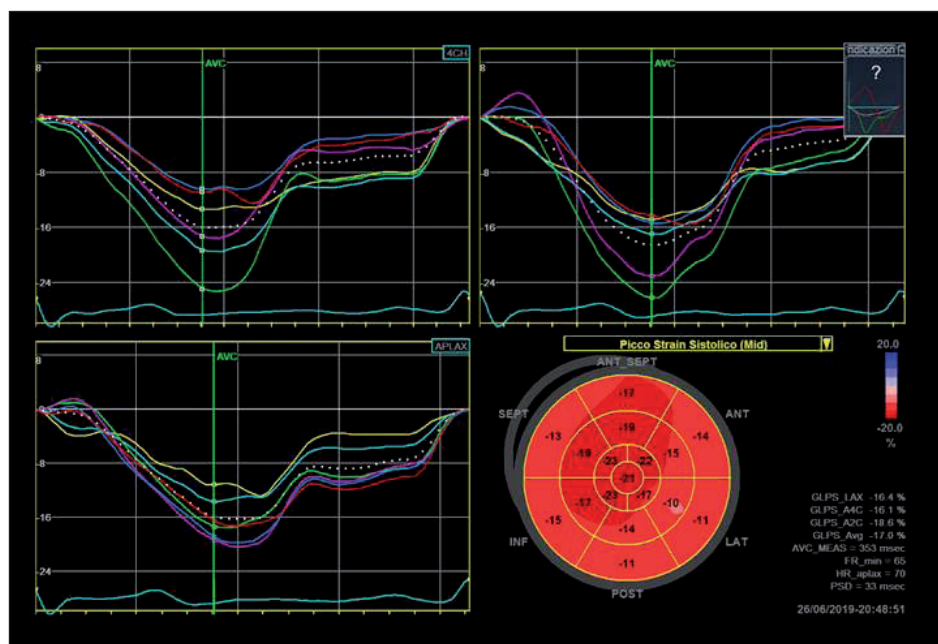 4CH
ndicazion
8
AVC
?
-8
-16
-24
AVC
-8
-16
-24
APLAX
8
AVC
-8
-16
-24
Picco Strain Sistolico (Mid)
ANT_SEPT
20.0
-20.0
%
SEPT
ANT
-17
-13
-19
-14
-19
-15
-23
22
-21
-17
-23
-17
-10
-15
-14
-11
-11
INF
LAT
POST
GLPS_LAX -16.4 %
GLPS_A4C -16.1 %
GLPS_A2C -18.6 %
GLPS_Avg -17.0 %
AVC_MEAS = 353 msec
FR_min = 65
HR_aplax = 70
PSD = 33 msec
26/06/2019-20:48:51